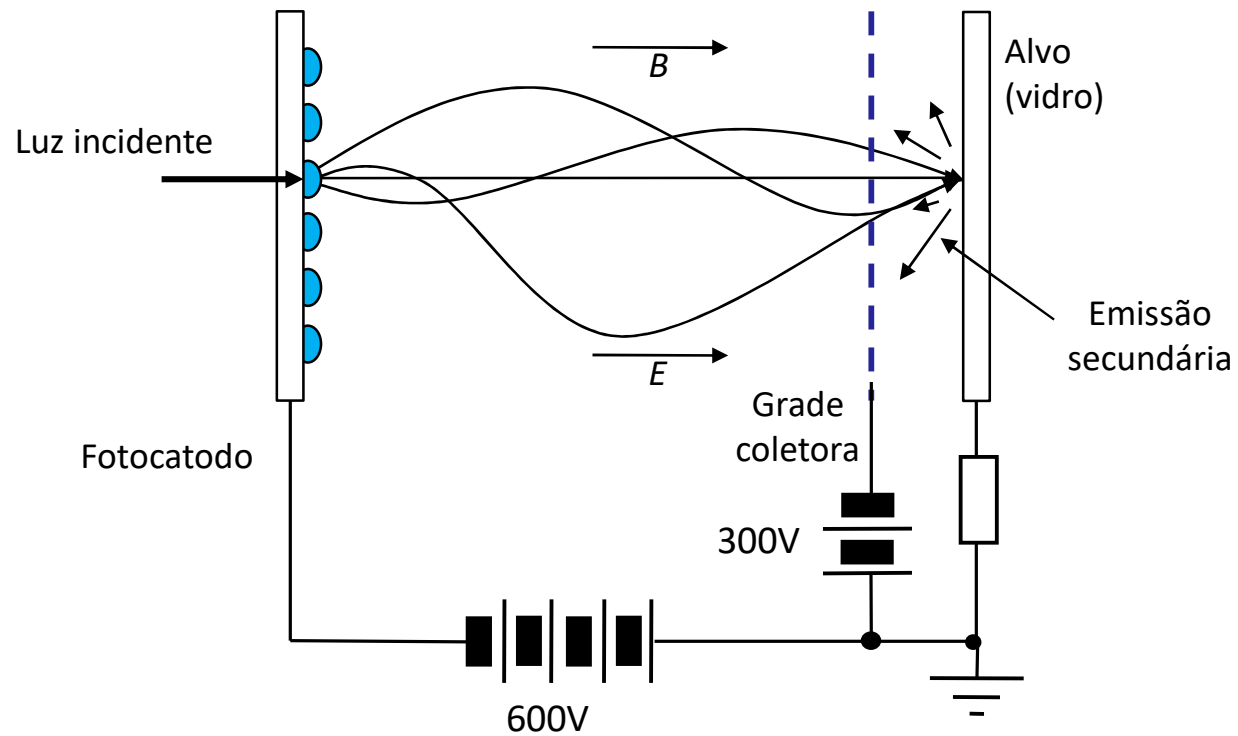 B
Alvo
(vidro)
Luz incidente
Emissão
secundária
E
Grade
coletora
Fotocatodo
300V
600V